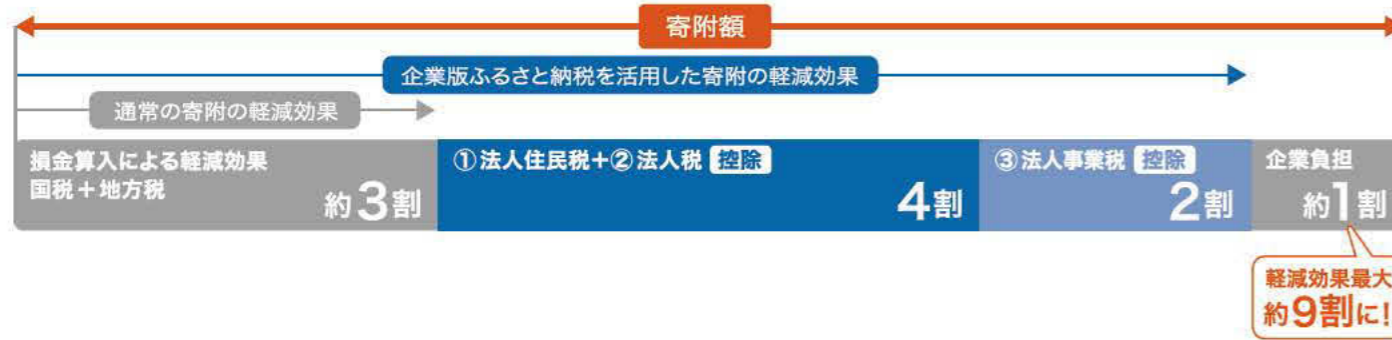 寄附額
企業版ふるさと納税を活用した寄附の軽減効果
通常の寄附の軽減効果
損金算入による軽減効果
国税＋地方税
約3割
①法人住民税＋②法人税 控除
4割
③法人事業税 控除
2割
企業負担
約1割
軽減効果最大
約9割に!